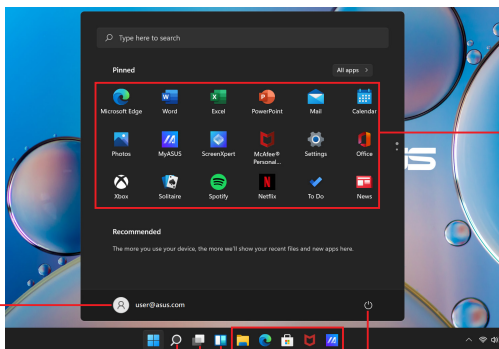 Type here to search
Pinned
All apps >
Microsoft Edge Word Excel PowerPoint Mail Calendar
Photos MyASUS ScreenXpert McAfee® Personal... Settings Office
Xbox Solitaire Spotify Netflix To Do News
Recommended
The more you use your device, the more we'll show your recent files and new apps here.
user@asus.com